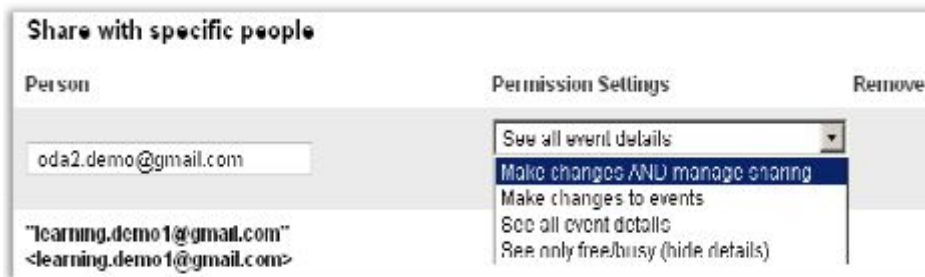 Share with specific people
Person Permission Settings Remove
oda2.demo@gmail.com See all event details
Make changes AND manage sharing
Make changes to events
See all event details
See only free/busy (hide details)
"learning.demo1@gmail.com"
<learning.demo1@gmail.com>